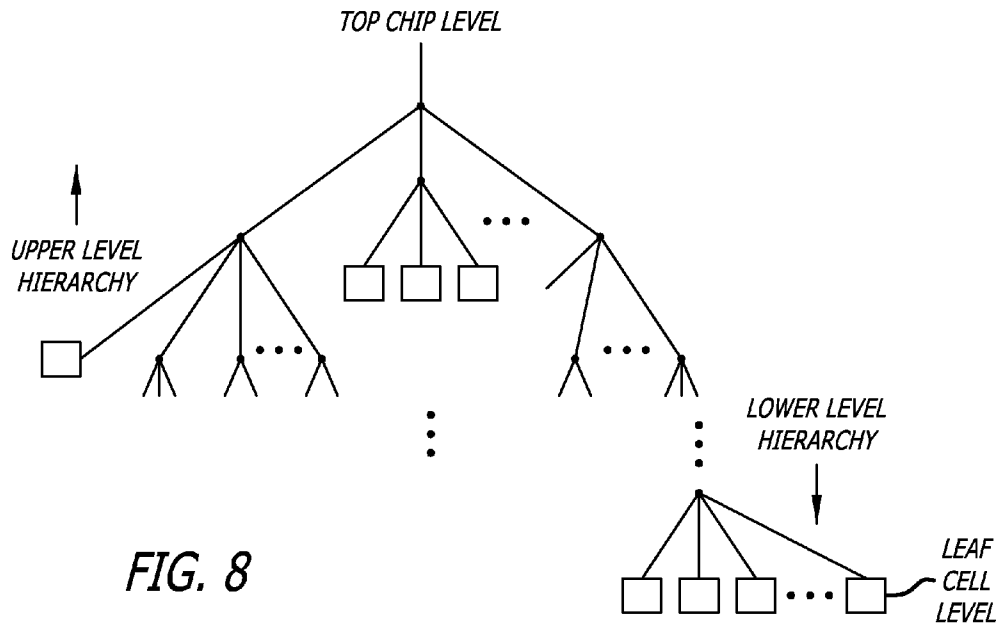 TOP CHIP LEVEL
UPPER LEVEL
HIERARCHY
LOWER LEVEL
HIERARCHY
LEAF
CELL
LEVEL
FIG. 8